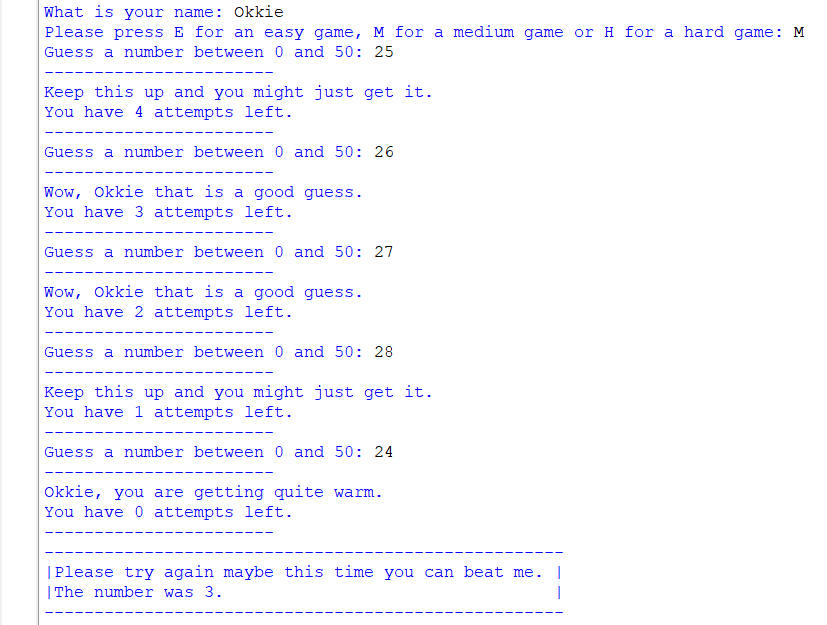 What is your name: Okkie
Please press E for an easy game, M for a medium game or H for a hard game: M
Guess a number between 0 and 50: 25
-----------------------
Keep this up and you might just get it.
You have 4 attempts left.
-----------------------
Guess a number between 0 and 50: 26
-----------------------
Wow, Okkie that is a good guess.
You have 3 attempts left.
-----------------------
Guess a number between 0 and 50: 27
-----------------------
Wow, Okkie that is a good guess.
You have 2 attempts left.
-----------------------
Guess a number between 0 and 50: 28
-----------------------
Keep this up and you might just get it.
You have 1 attempts left.
-----------------------
Guess a number between 0 and 50: 24
-----------------------
Okkie, you are getting quite warm.
You have 0 attempts left.
-----------------------
----------------------------------------------------
|Please try again maybe this time you can beat me. |
|The number was 3.                                 |
----------------------------------------------------